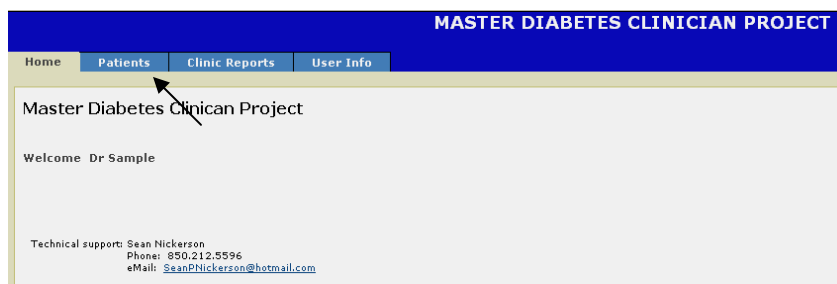 MASTER DIABETES CLINICIAN PROJECT
Home Patients Clinic Reports User Info
Master Diabetes Clinican Project
Welcome Dr Sample
Technical support: Sean Nickerson
Phone: 850.212.5596
eMail: SeanPNickerson@hotmail.com